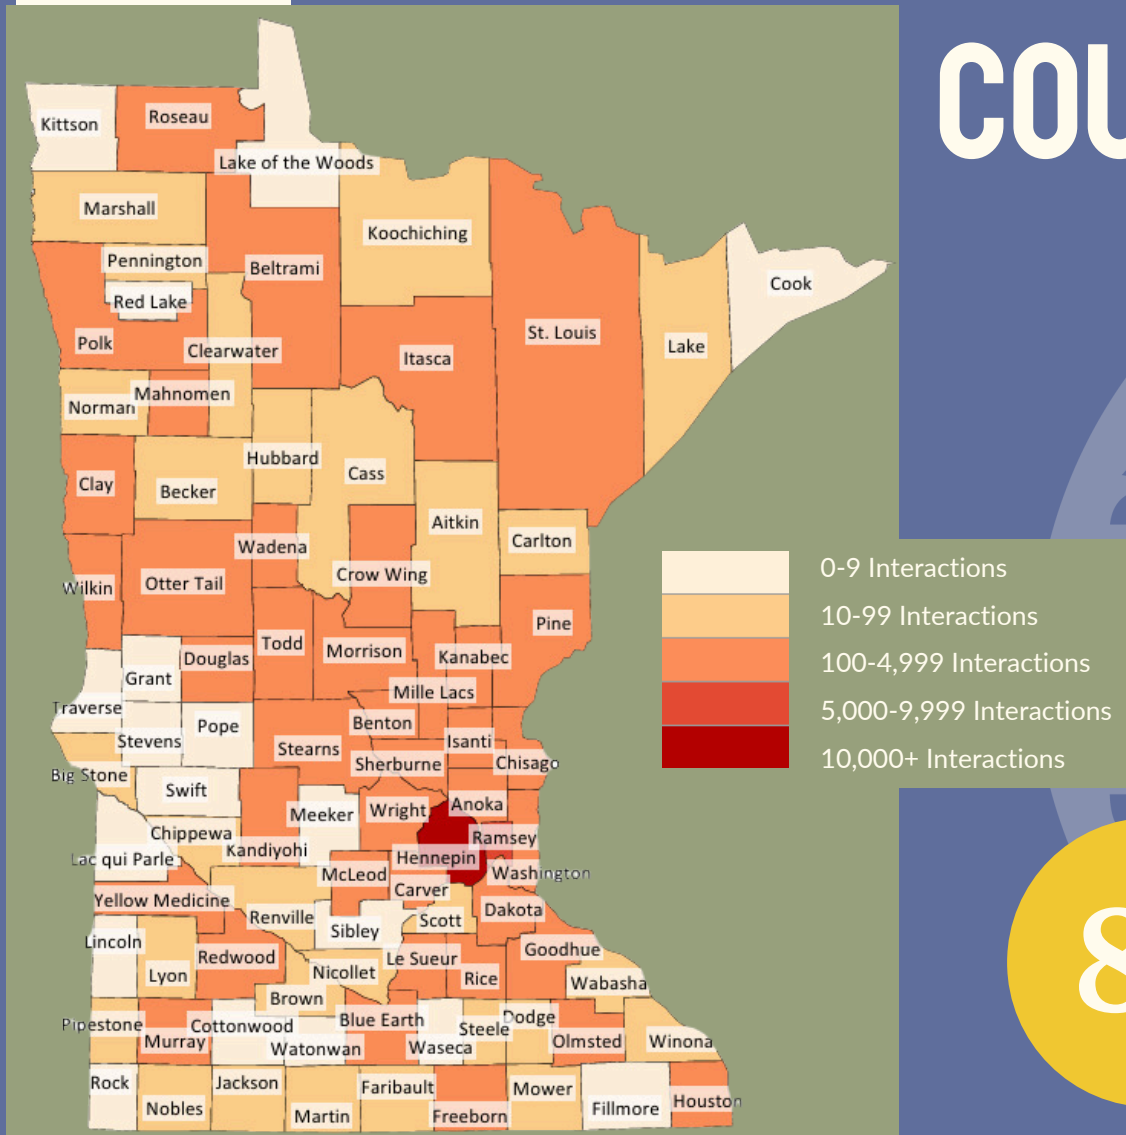 COU
Kittson
Roseau
Lake of the Woods
Marshall
Koochiching
Pennington
Beltrami
Cook
Red Lake
St. Louis
Polk
Clearwater
Lake
Itasca
Mahnomen
Norman
Hubbard
Cass
Clay
Becker
Aitkin
Carlton
Wadena
Crow Wing
Wilkin
Otter Tail
0-9 Interactions
10-99 Interactions
100-4,999 Interactions
5,000-9,999 Interactions
10,000+ Interactions
Pine
Todd
Morrison
Douglas
Kanabec
Grant
Mille Lacs
Traverse
Pope
Benton
Stevens
Isanti
Stearns
Sherburne
Chisago
Big Stone
Swift
Meeker
Wright
Anoka
Chippewa
Ramsey
Kandiyohi
Lac qui Parle
Hennepin
McLeod
Washington
Carver
Yellow Medicine
Renville
Scott
Dakota
Sibley
Lincoln
Goodhue
Redwood
Le Sueur
Lyon
Nicollet
Rice
Wabasha
8
Brown
Pipestone
Cottonwood
Blue Earth
Dodge
Steele
Murray
Watonwan
Waseca
Olmsted
Winona
Rock
Jackson
Faribault
Mower
Nobles
Martin
Freeborn
Fillmore
Houston